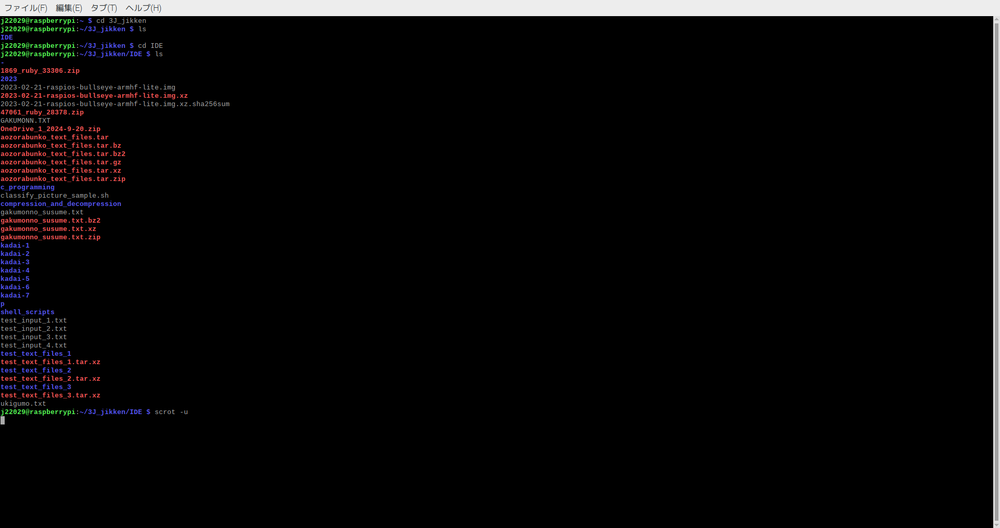 ファイル(F) 編集(E) タブ(T) ヘルプ(H)
j22029@raspberrypi:~ $ cd 3J_jikken
j22029@raspberrypi:~/3J_jikken $ ls
IDE
j22029@raspberrypi:~/3J_jikken $ cd IDE
j22029@raspberrypi:~/3J_jikken/IDE $ ls
-
1869_ruby_33306.zip
2023
2023-02-21-raspios-bullseye-armhf-lite.img
2023-02-21-raspios-bullseye-armhf-lite.img.xz
2023-02-21-raspios-bullseye-armhf-lite.img.xz.sha256sum
47061_ruby_28378.zip
GAKUMONN.TXT
OneDrive_1_2024-9-20.zip
aozorabunko_text_files.tar
aozorabunko_text_files.tar.bz
aozorabunko_text_files.tar.bz2
aozorabunko_text_files.tar.gz
aozorabunko_text_files.tar.xz
aozorabunko_text_files.tar.zip
c_programming
classify_picture_sample.sh
compression_and_decompression
gakumonno_susume.txt
gakumonno_susume.txt.bz2
gakumonno_susume.txt.xz
gakumonno_susume.txt.zip
kadai-1
kadai-2
kadai-3
kadai-4
kadai-5
kadai-6
kadai-7
p
shell_scripts
test_input_1.txt
test_input_2.txt
test_input_3.txt
test_input_4.txt
test_text_files_1
test_text_files_1.tar.xz
test_text_files_2
test_text_files_2.tar.xz
test_text_files_3
test_text_files_3.tar.xz
ukigumo.txt
j22029@raspberrypi:~/3J_jikken/IDE $ scrot -u